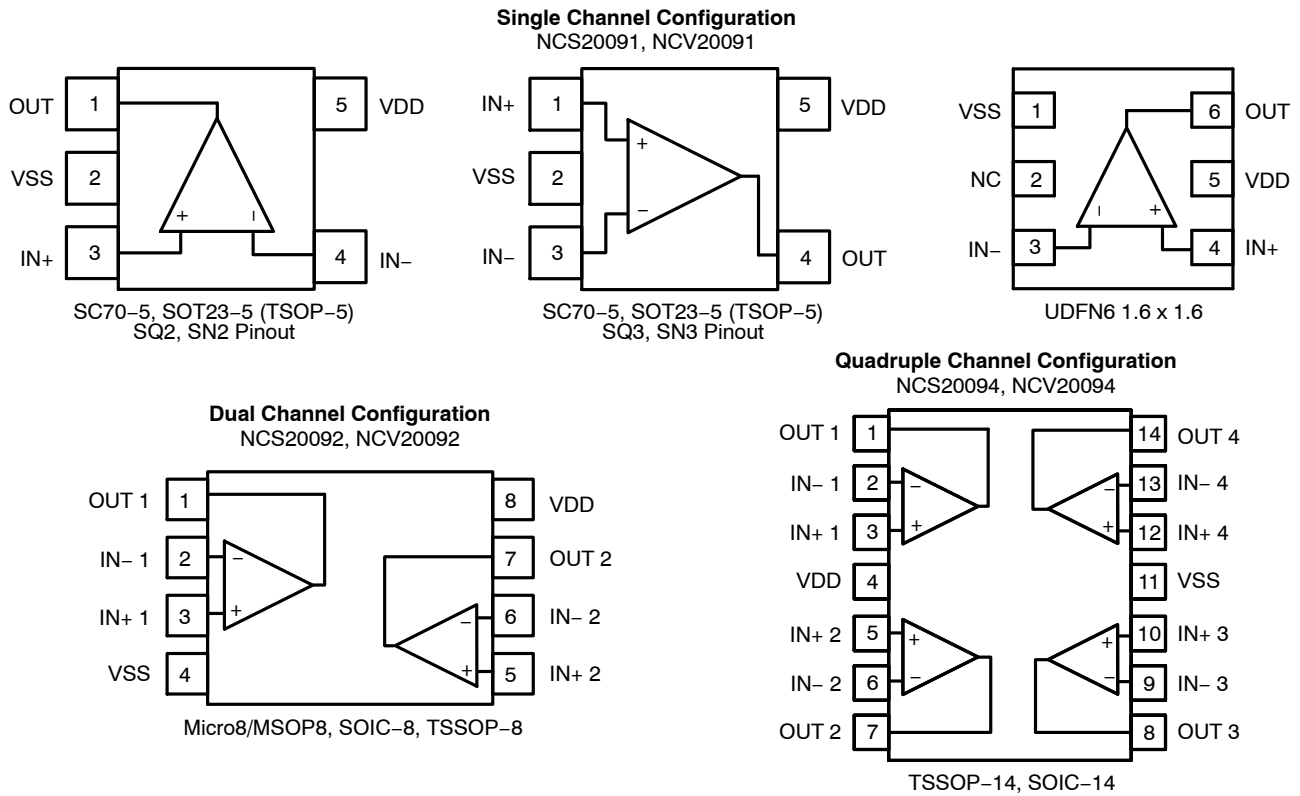 Single Channel Configuration
NCS20091, NCV20091
OUT 1
5 VDD
VSS 2
+ −
IN+ 3
4 IN−
SC70−5, SOT23−5 (TSOP−5)
SQ2, SN2 Pinout
IN+ 1
5 VDD
+
VSS 2
−
IN− 3
4 OUT
SC70−5, SOT23−5 (TSOP−5)
SQ3, SN3 Pinout
VSS 1
6 OUT
NC 2
5 VDD
− +
IN− 3
4 IN+
UDFN6 1.6 x 1.6
Dual Channel Configuration
NCS20092, NCV20092
OUT 1 1
8 VDD
IN− 1 2
−
7 OUT 2
IN+ 1 3
+
−
6 IN− 2
VSS 4
+
5 IN+ 2
Micro8/MSOP8, SOIC−8, TSSOP−8
Quadruple Channel Configuration
NCS20094, NCV20094
OUT 1 1
14 OUT 4
IN− 1 2
− −
13 IN− 4
IN+ 1 3
+ +
12 IN+ 4
VDD 4
11 VSS
IN+ 2 5
+ +
10 IN+ 3
IN− 2 6
− −
9 IN− 3
OUT 2 7
8 OUT 3
TSSOP−14, SOIC−14